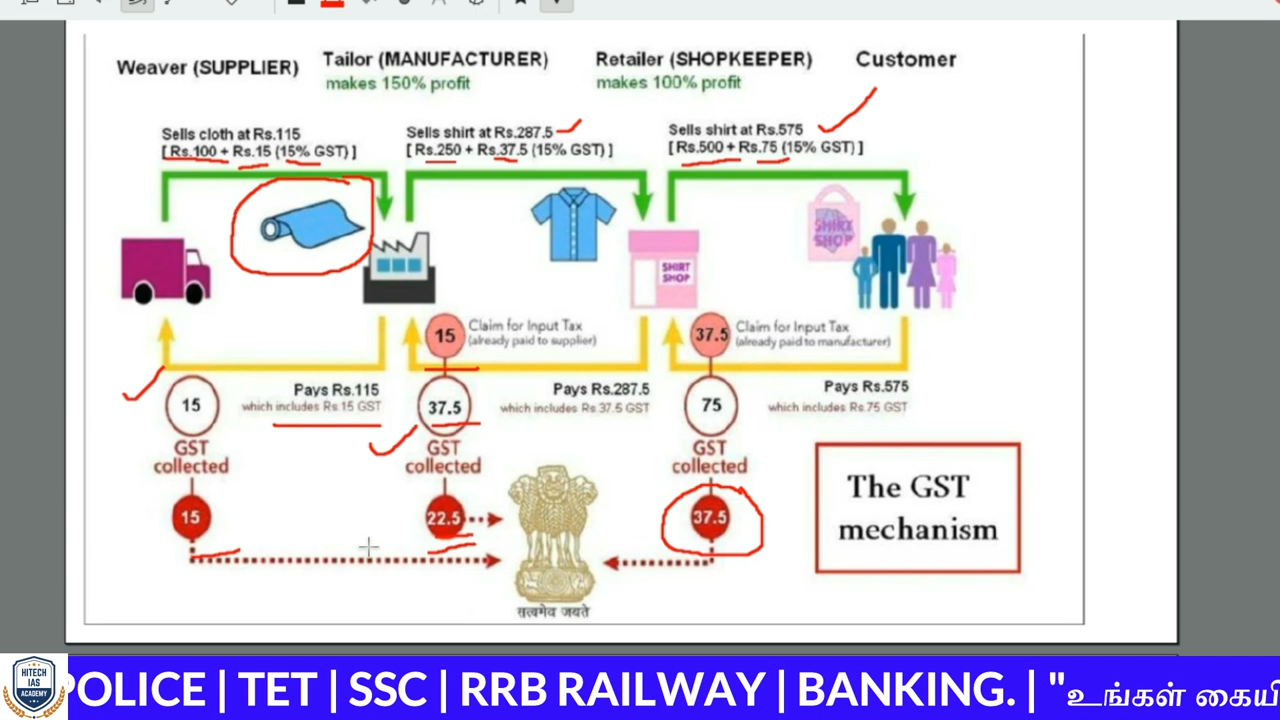 Weaver (SUPPLIER)
Tailor (MANUFACTURER)
makes 150% profit
Retailer (SHOPKEEPER)
makes 100% profit
Customer
Sells cloth at Rs.115
[ Rs.100 + Rs.15 (15% GST) ]
Sells shirt at Rs.287.5
[ Rs.250 + Rs.37.5 (15% GST) ]
Sells shirt at Rs.575
[ Rs.500 + Rs.75 (15% GST) ]
SHIRT
SHOP
SHIRT
SHOP
15
Claim for Input Tax
(already paid to supplier)
37.5
Claim for Input Tax
(already paid to manufacturer)
15
Pays Rs.115
which includes Rs.15 GST
37.5
Pays Rs.287.5
which includes Rs.37.5 GST
75
Pays Rs.575
which includes Rs.75 GST
GST
collected
GST
collected
GST
collected
15
22.5
37.5
The GST
mechanism
सत्यमेव जयते
HITECH
IAS
ACADEMY
POLICE | TET | SSC | RRB RAILWAY | BANKING. | "உங்கள் கையி